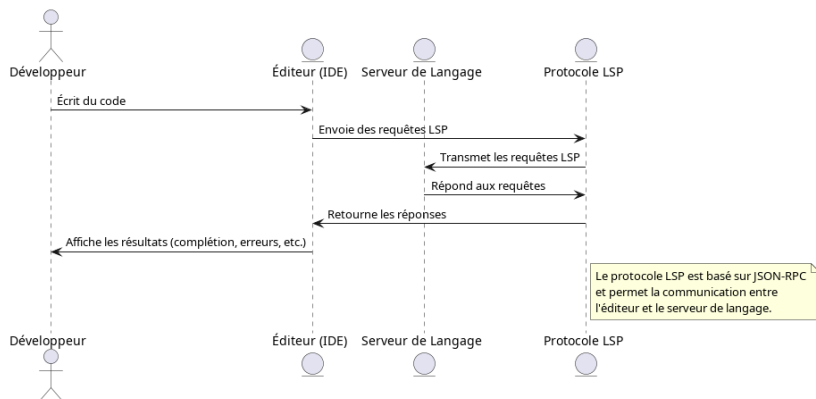 Développeur
Éditeur (IDE)
Serveur de Langage
Protocole LSP
Écrit du code
Envoie des requêtes LSP
Transmet les requêtes LSP
Répond aux requêtes
Retourne les réponses
Affiche les résultats (complétion, erreurs, etc.)
Le protocole LSP est basé sur JSON-RPC
et permet la communication entre
l'éditeur et le serveur de langage.
Développeur
Éditeur (IDE)
Serveur de Langage
Protocole LSP